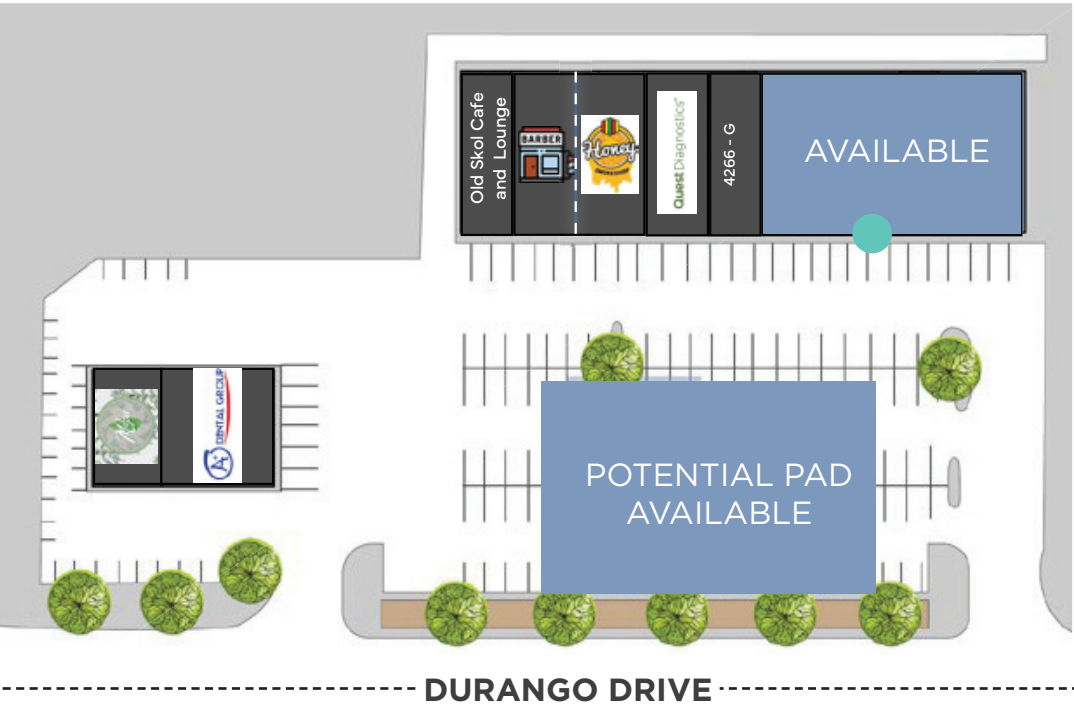 Old Skol Cafe
and Lounge
BARBER
Honey
Quest Diagnostics
4266 - G
AVAILABLE
A+ DENTAL GROUP
POTENTIAL PAD
AVAILABLE
DURANGO DRIVE